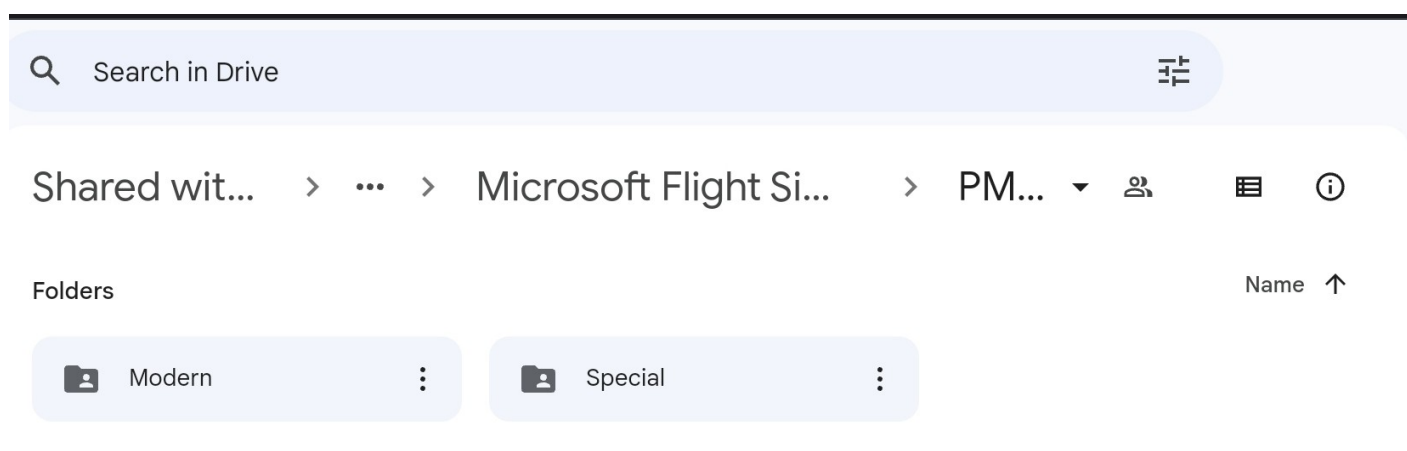 Search in Drive
Shared wit... > ... > Microsoft Flight Si... > PM...
Folders
Name
Modern
Special